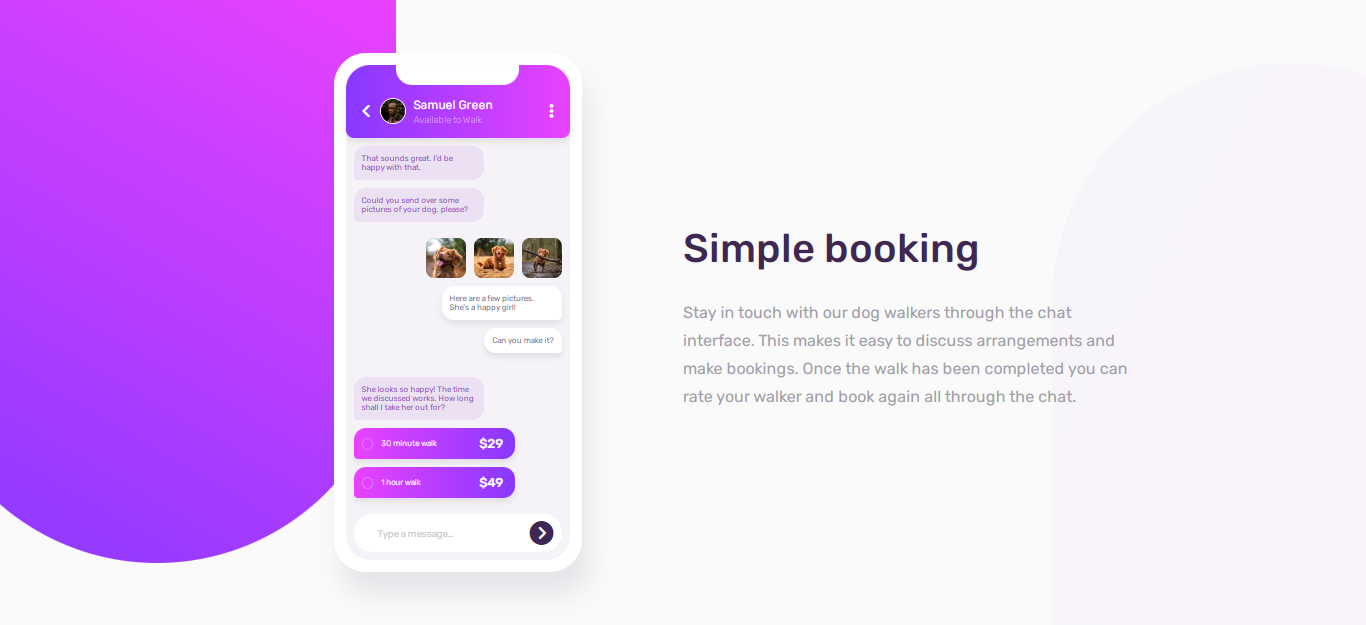 Samuel Green
Available to Walk
That sounds great. I'd be
happy with that.
Could you send over some
pictures of your dog, please?
Here are a few pictures.
She's a happy girl!
Can you make it?
She looks so happy! The time
we discussed works. How long
shall I take her out for?
30 minute walk $29
1 hour walk $49
Type a message…
Simple booking
Stay in touch with our dog walkers through the chat
interface. This makes it easy to discuss arrangements and
make bookings. Once the walk has been completed you can
rate your walker and book again all through the chat.